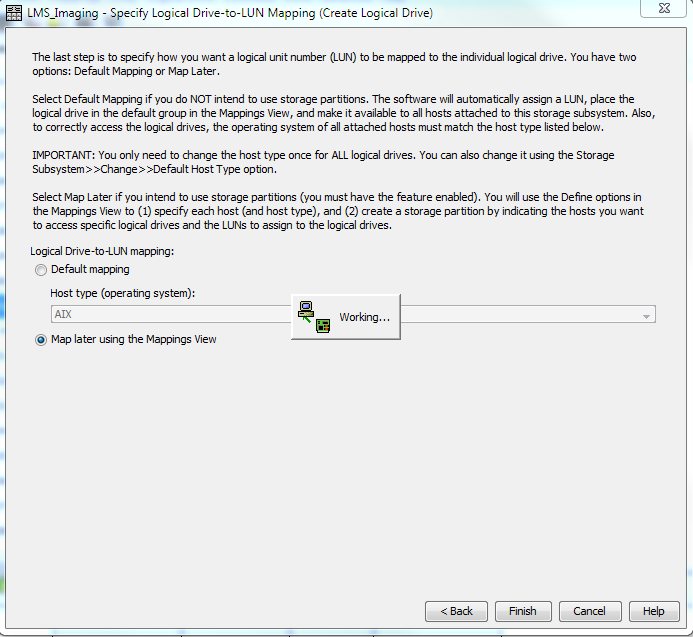 LMS_Imaging - Specify Logical Drive-to-LUN Mapping (Create Logical Drive)
The last step is to specify how you want a logical unit number (LUN) to be mapped to the individual logical drive. You have two
options: Default Mapping or Map Later.
Select Default Mapping if you do NOT intend to use storage partitions. The software will automatically assign a LUN, place the
logical drive in the default group in the Mappings View, and make it available to all hosts attached to this storage subsystem. Also,
to correctly access the logical drives, the operating system of all attached hosts must match the host type listed below.
IMPORTANT: You only need to change the host type once for ALL logical drives. You can also change it using the Storage
Subsystem>>Change>>Default Host Type option.
Select Map Later if you intend to use storage partitions (you must have the feature enabled). You will use the Define options in
the Mappings View to (1) specify each host (and host type), and (2) create a storage partition by indicating the hosts you want
to access specific logical drives and the LUNs to assign to the logical drives.
Logical Drive-to-LUN mapping:
Default mapping
Host type (operating system):
AIX
Working...
Map later using the Mappings View
< Back Finish Cancel Help